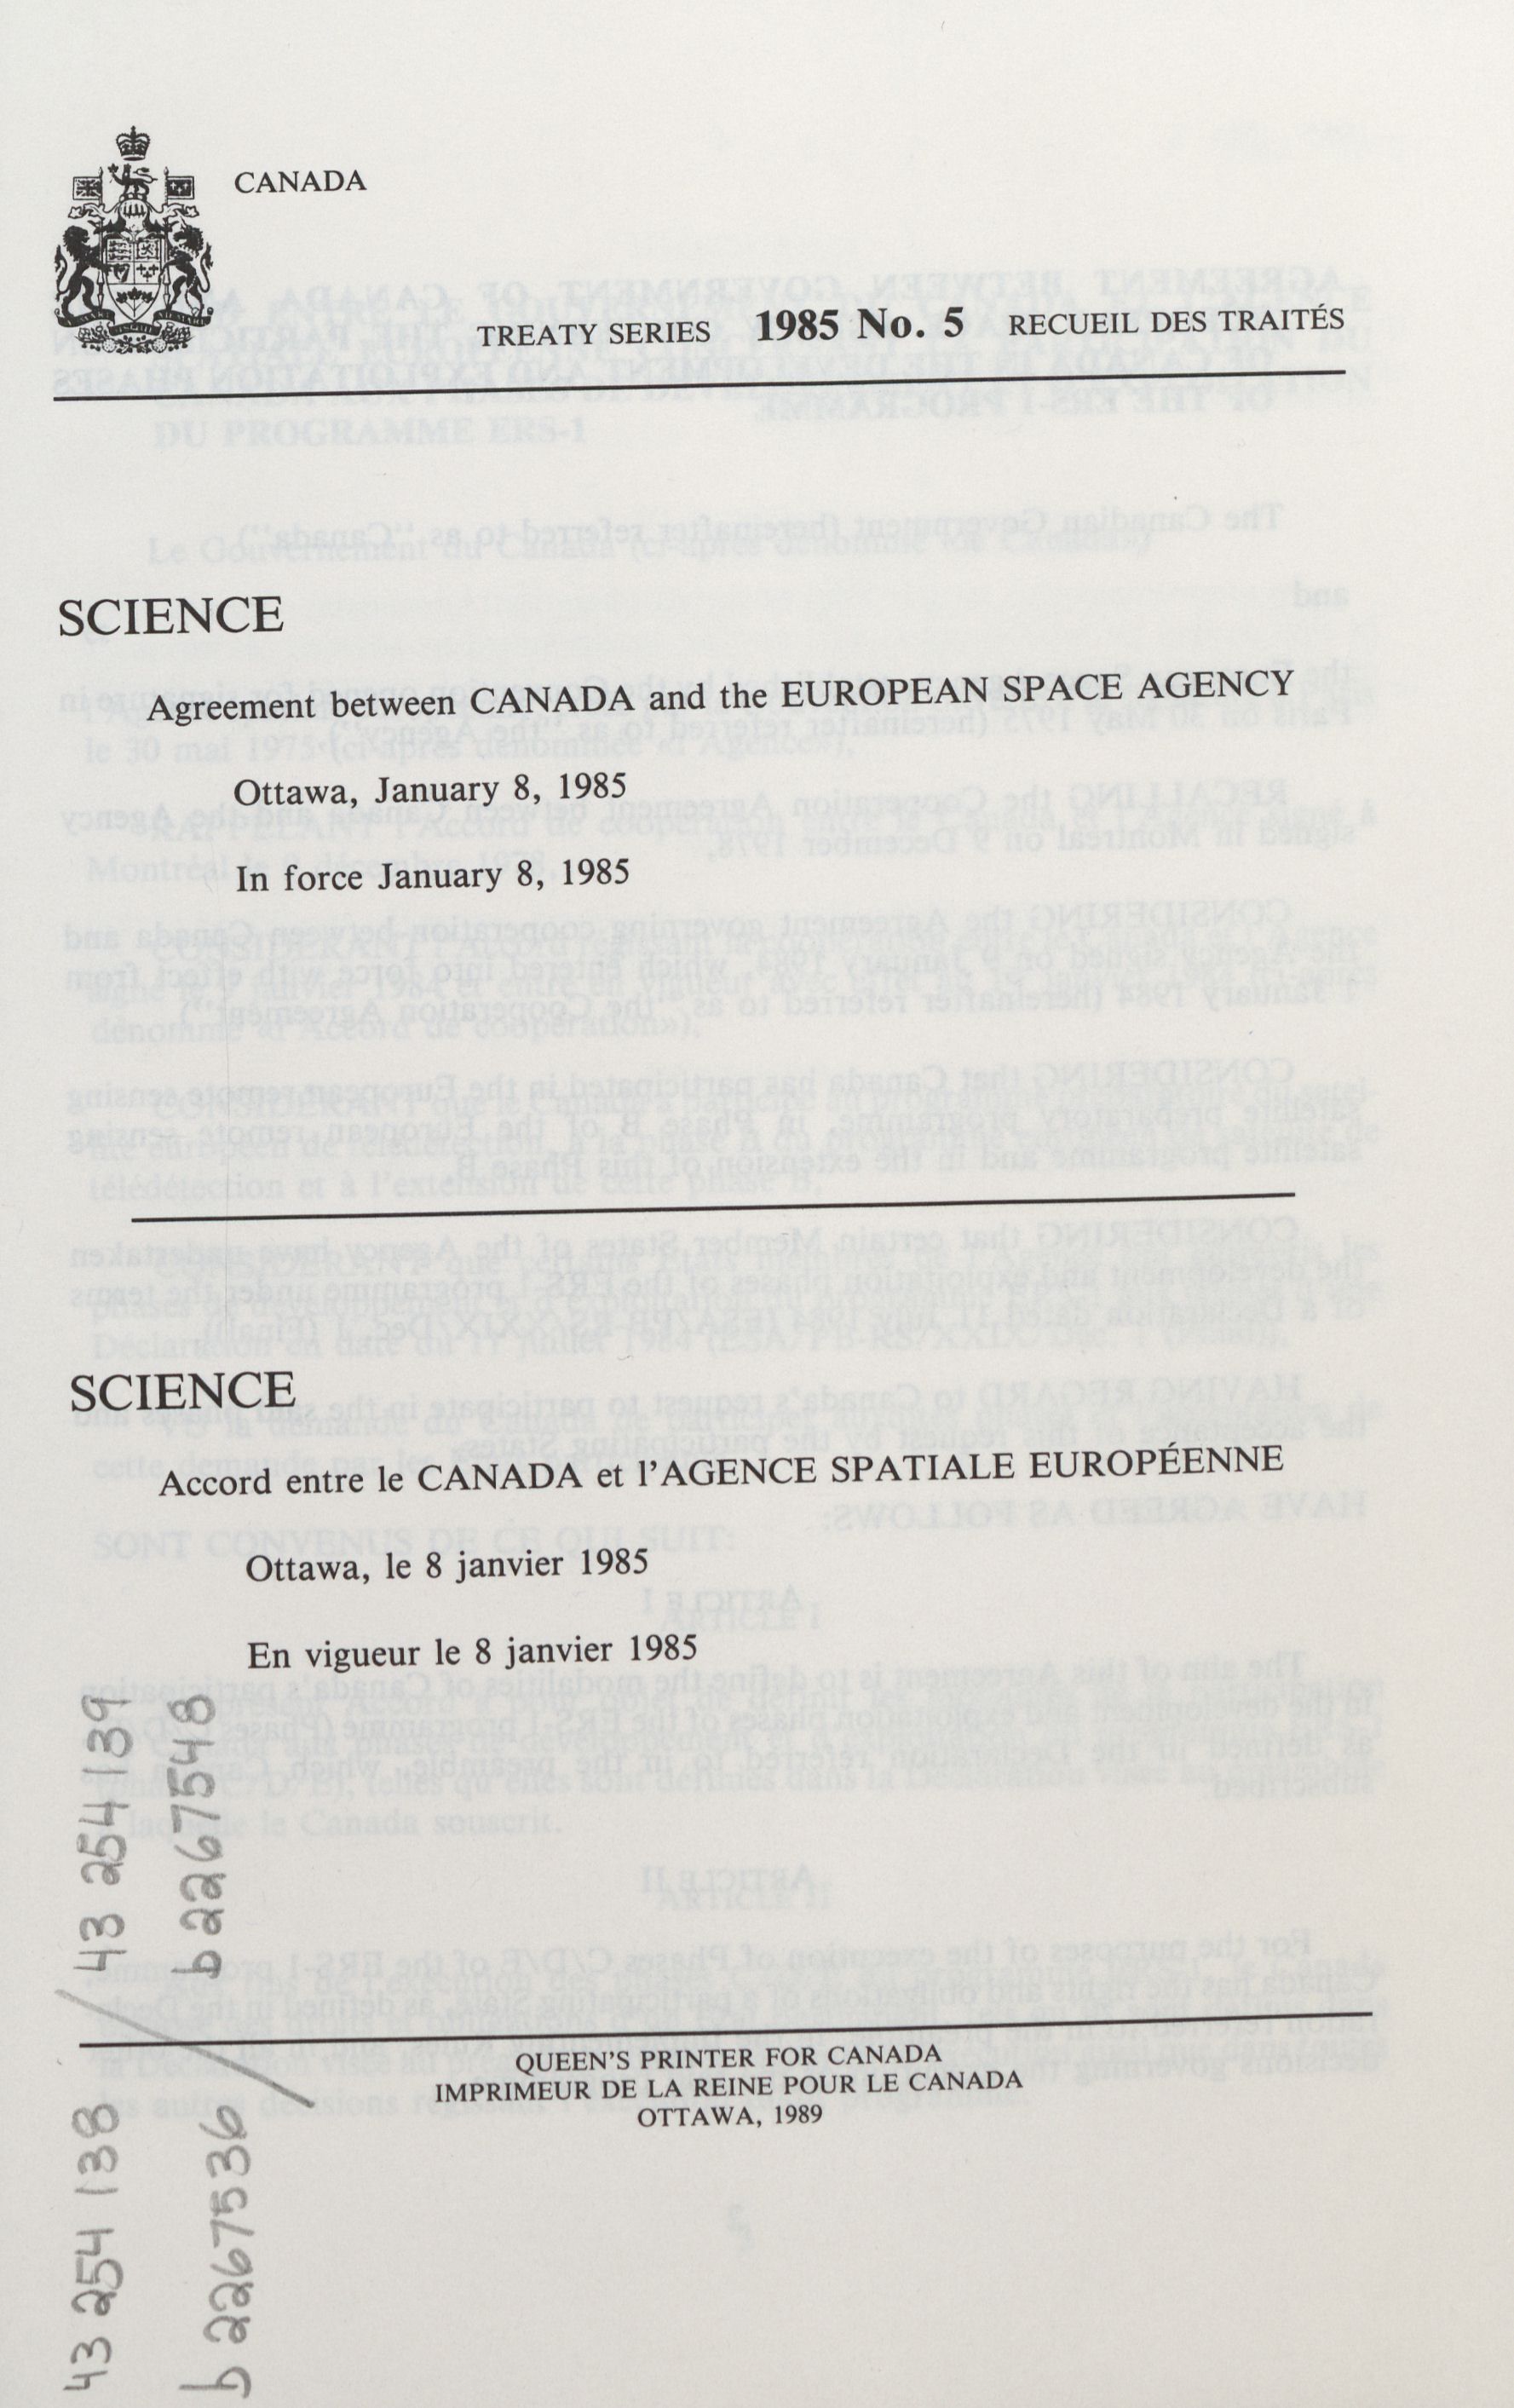 CANADA
TREATY SERIES 1985 No. 5 RECUEIL DES TRAITÉS
SCIENCE
Agreement between CANADA and the EUROPEAN SPACE AGENCY
Ottawa, January 8, 1985
In force January 8, 1985
SCIENCE
Accord entre le CANADA et l'AGENCE SPATIALE EUROPÉENNE
Ottawa, le 8 janvier 1985
En vigueur le 8 janvier 1985
43 254 138 / 43 254 139
b 2267536 / b 2267548
QUEEN'S PRINTER FOR CANADA
IMPRIMEUR DE LA REINE POUR LE CANADA
OTTAWA, 1989